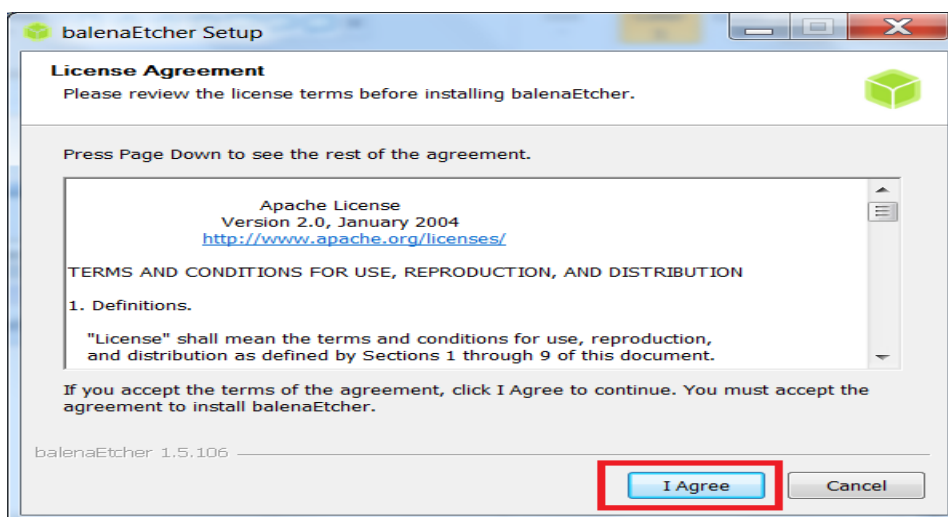 balenaEtcher Setup
License Agreement
Please review the license terms before installing balenaEtcher.
Press Page Down to see the rest of the agreement.
Apache License
Version 2.0, January 2004
http://www.apache.org/licenses/
TERMS AND CONDITIONS FOR USE, REPRODUCTION, AND DISTRIBUTION
1. Definitions.
"License" shall mean the terms and conditions for use, reproduction,
and distribution as defined by Sections 1 through 9 of this document.
If you accept the terms of the agreement, click I Agree to continue. You must accept the
agreement to install balenaEtcher.
balenaEtcher 1.5.106
I Agree Cancel